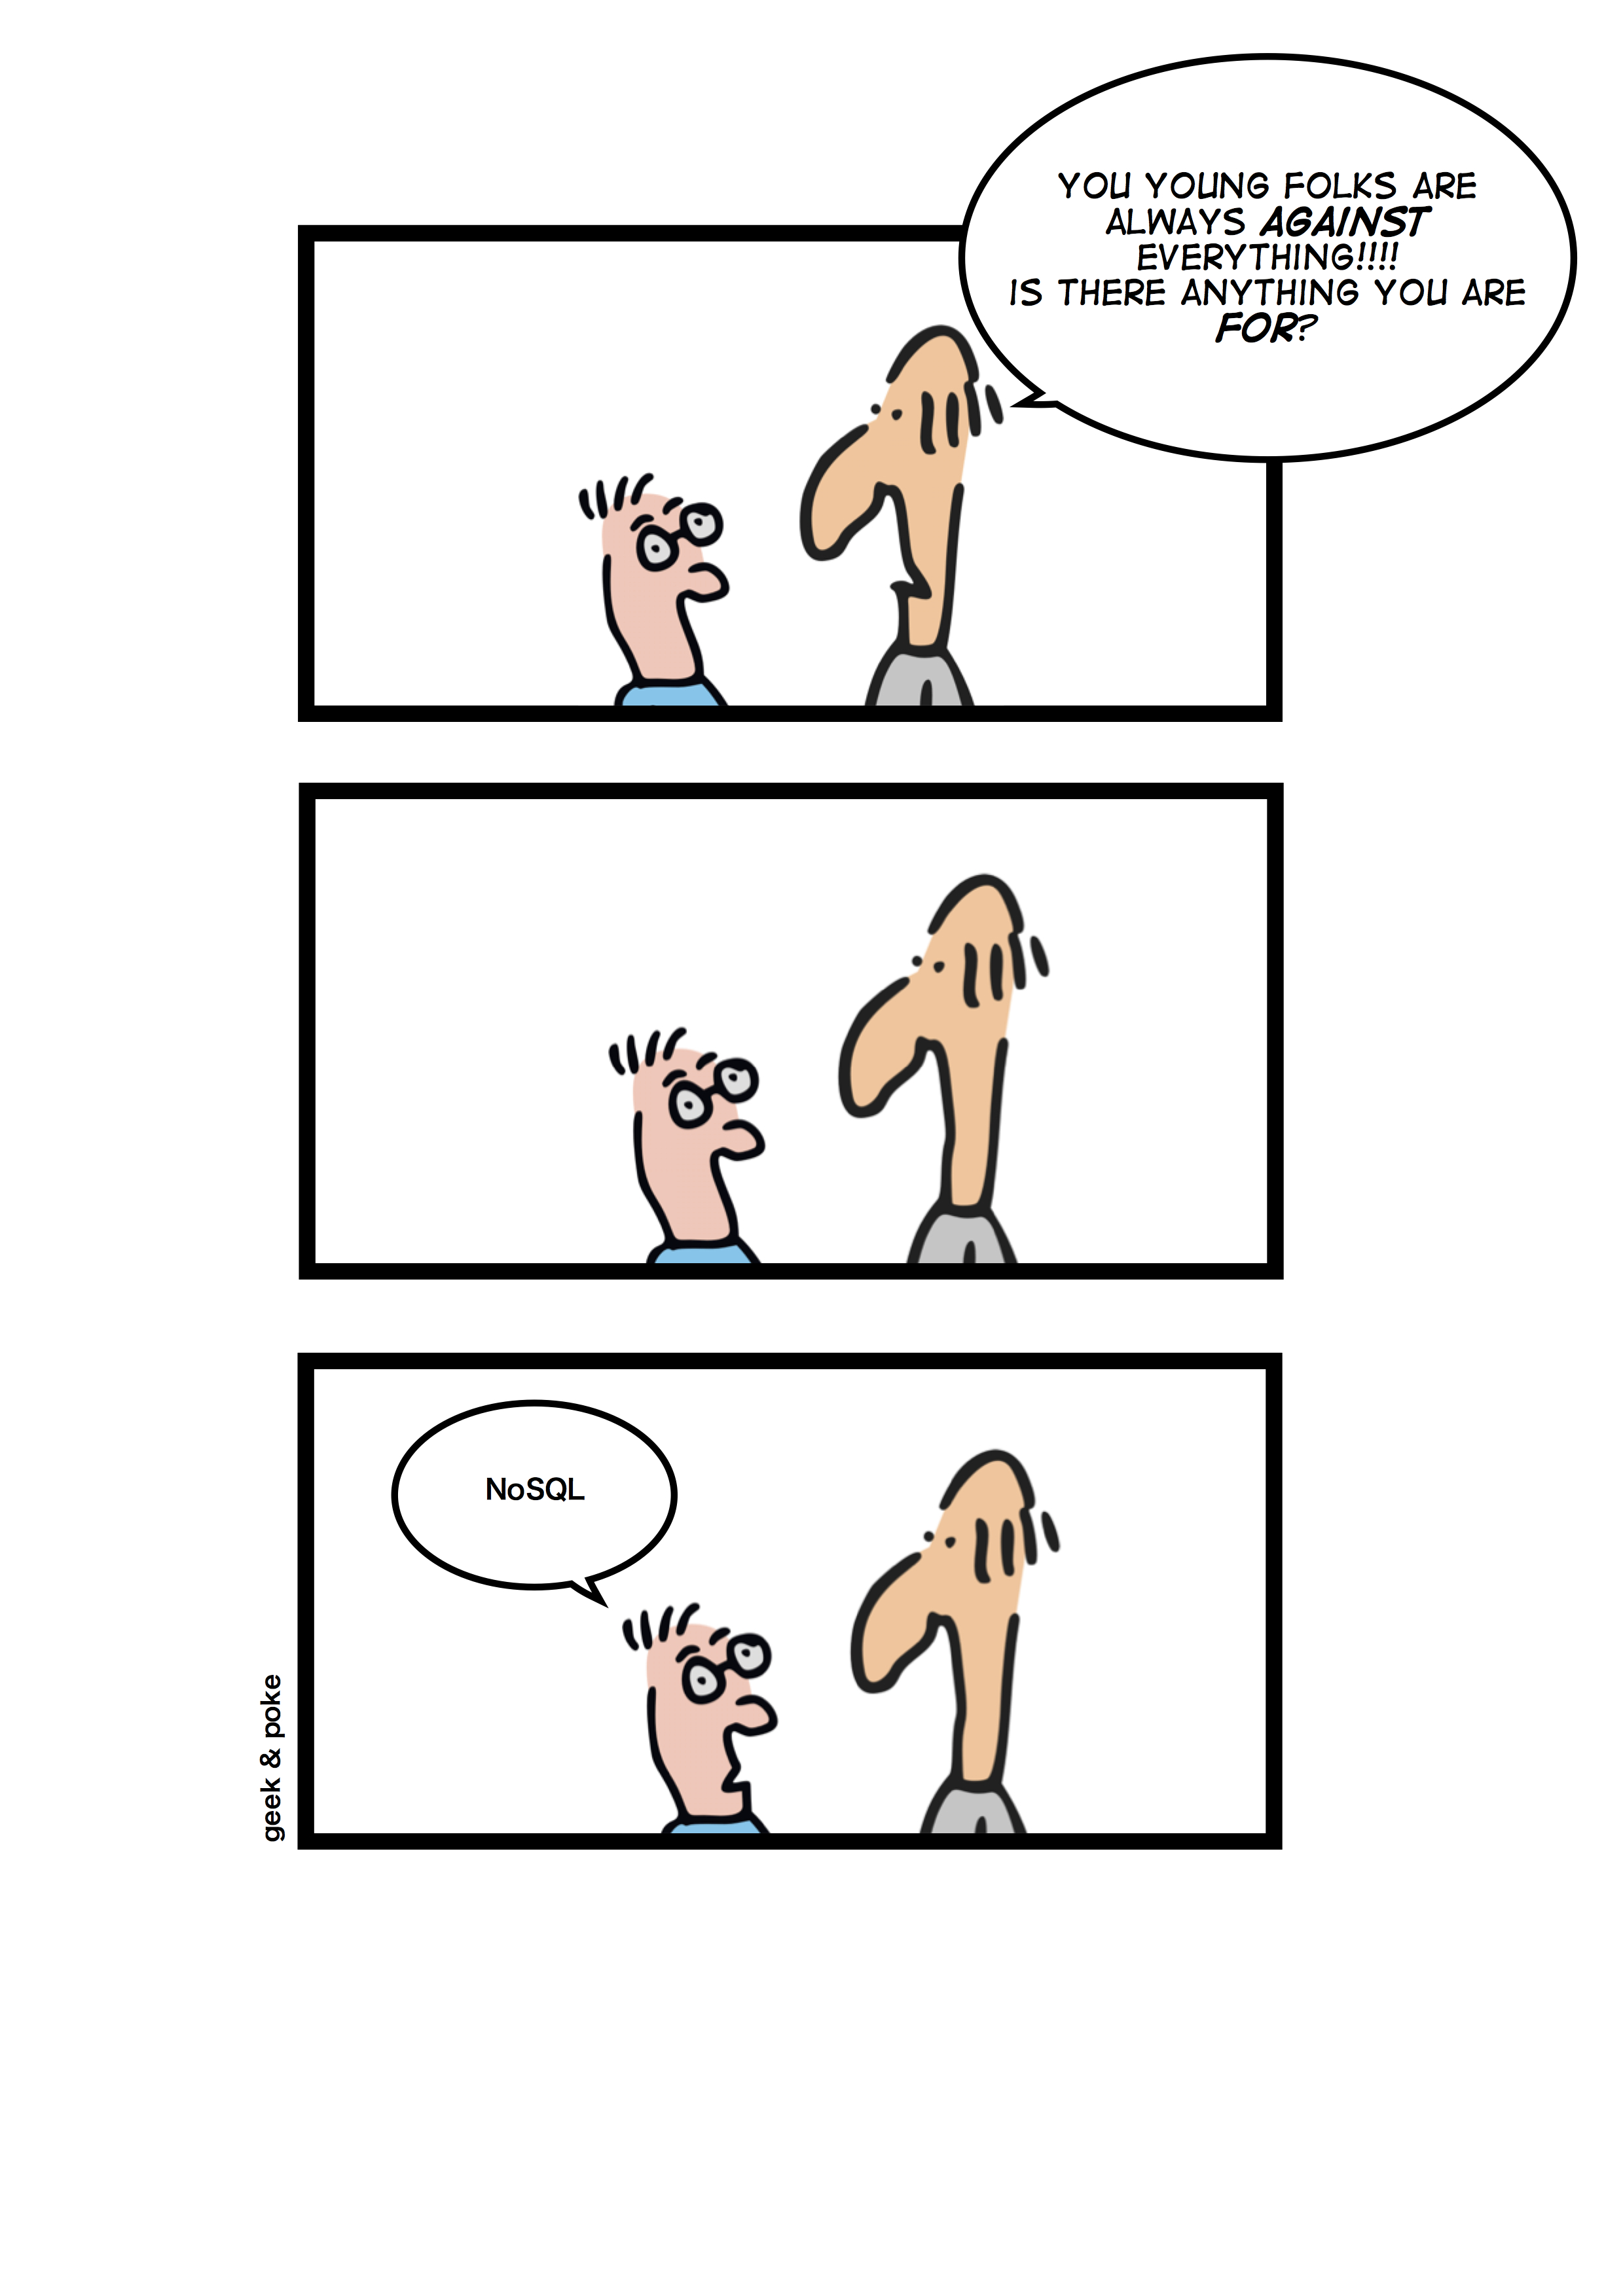 YOU YOUNG FOLKS ARE
ALWAYS AGAINST
EVERYTHING!!!!
IS THERE ANYTHING YOU ARE
FOR?
NoSQL
geek & poke